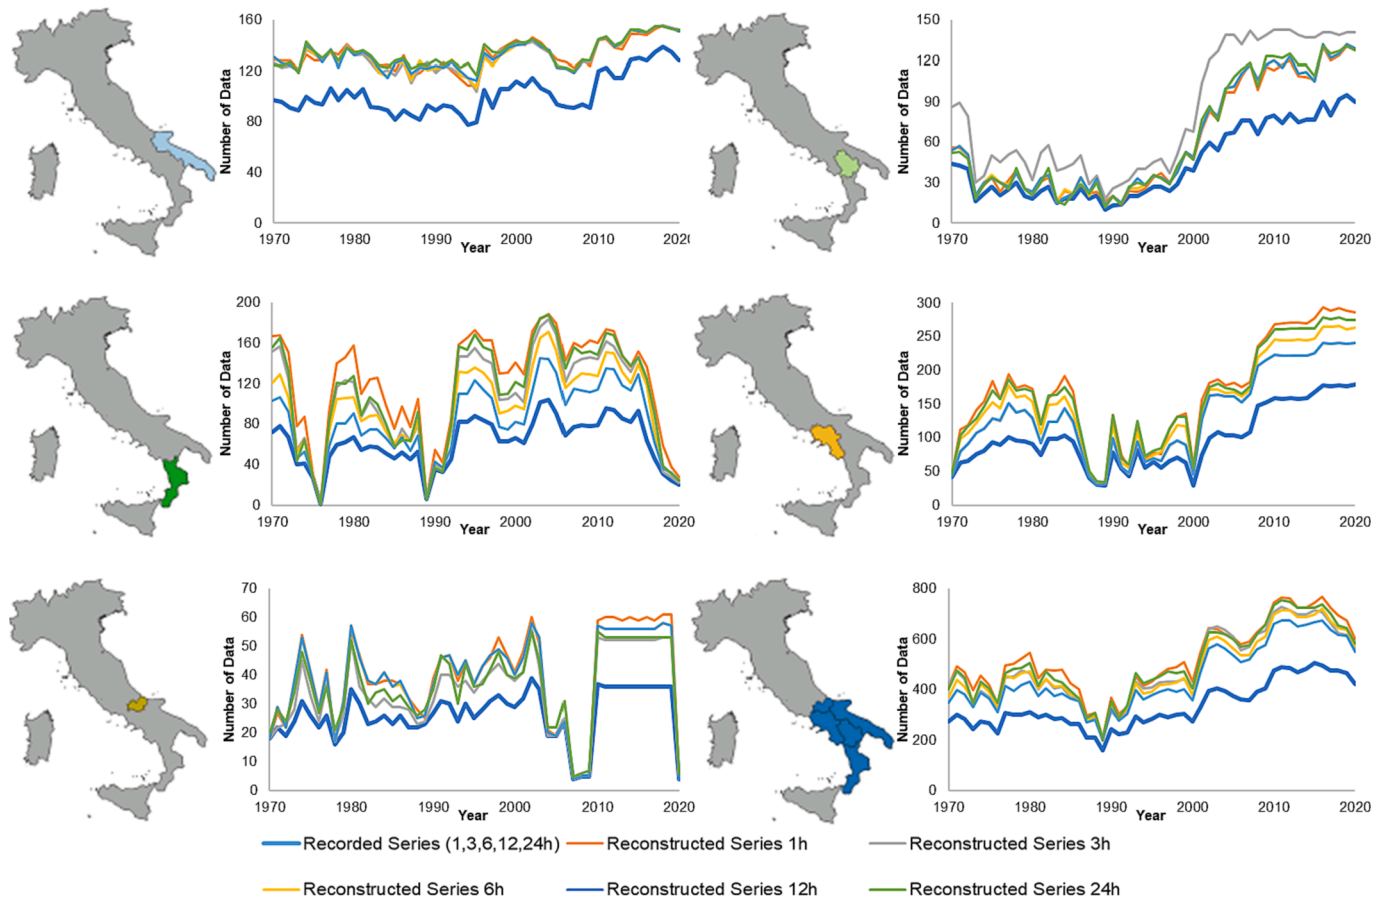 160
120
80
40
0
Number of Data
1970 1980 1990 2000 2010 202
Year
150
120
90
60
30
0
Number of Data
1970 1980 1990 2000 2010 2020
Year
200
160
120
80
40
0
Number of Data
1970 1980 1990 2000 2010 2020
Year
300
250
200
150
100
50
0
Number of Data
1970 1980 1990 2000 2010 2020
Year
70
60
50
40
30
20
10
0
Number of Data
1970 1980 1990 2000 2010 2020
Year
800
600
400
200
0
Number of Data
1970 1980 1990 2000 2010 2020
Year
Recorded Series (1,3,6,12,24h) Reconstructed Series 1h Reconstructed Series 3h
Reconstructed Series 6h Reconstructed Series 12h Reconstructed Series 24h